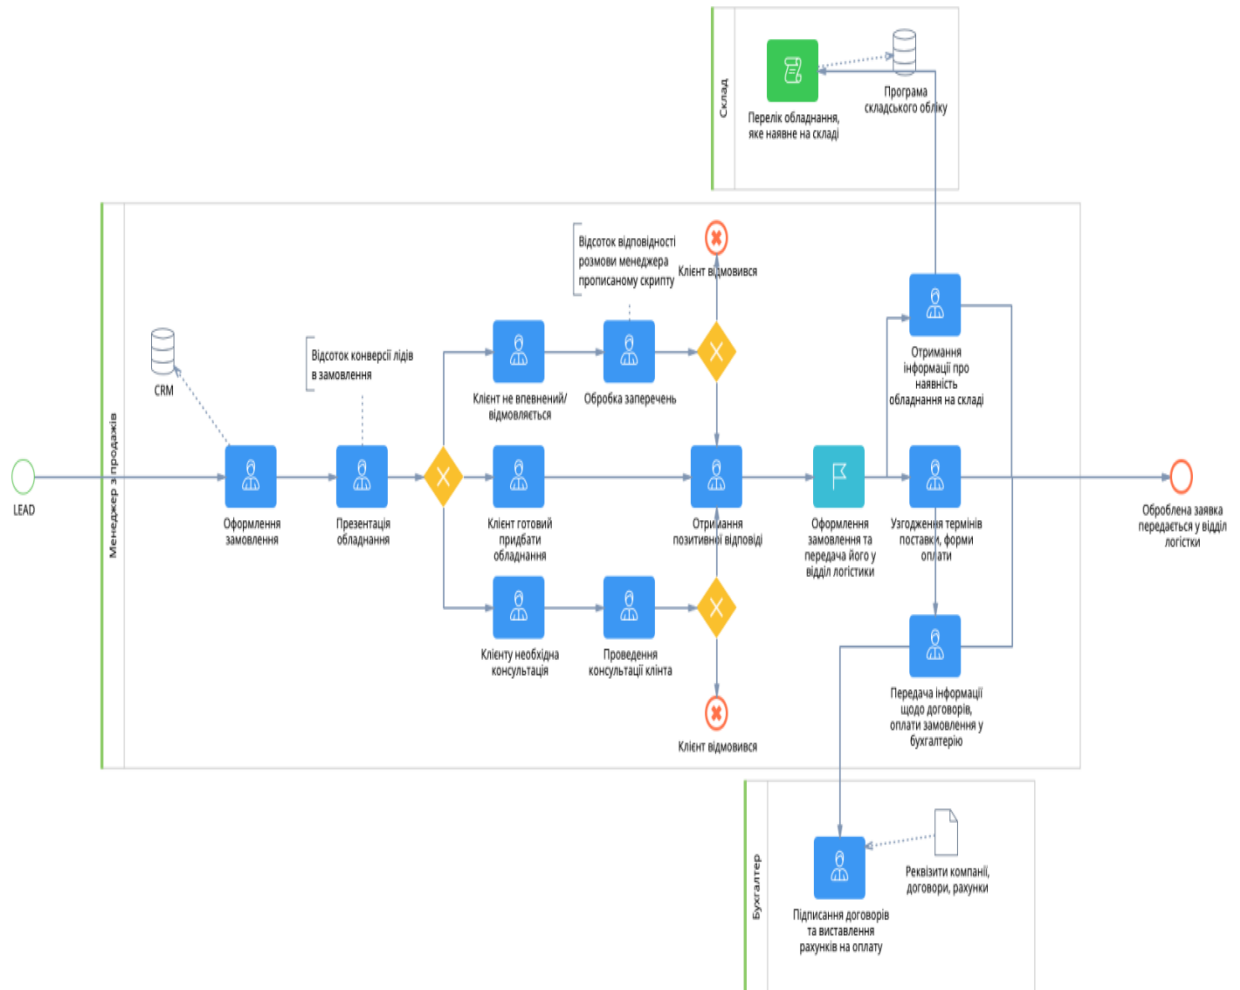 Склад
Перелік обладнання,
яке наявне на складі
Програма
складського обліку
Менеджер з продажів
LEAD
CRM
Оформлення
замовлення
Відсоток конверсії лідів
в замовлення
Презентація
обладнання
Відсоток відповідності
розмови менеджера
прописаному скрипту
Клієнт відмовився
Клієнт не впевнений/
відмовляється
Обробка заперечень
Клієнт готовий
придбати
обладнання
Отримання
позитивної відповіді
Клієнту необхідна
консультація
Проведення
консультації клінта
Клієнт відмовився
Оформлення
замовлення та
передача його у
відділ логістики
Отримання
інформації про
наявність
обладнання на складі
Узгодження термінів
поставки, форми
оплати
Передача інформації
щодо договорів,
оплати замовлення у
бухгалтерію
Оброблена заявка
передається у відділ
логістки
Бухгалтер
Підписання договорів
та виставлення
рахунків на оплату
Реквізити компанії,
договори, рахунки